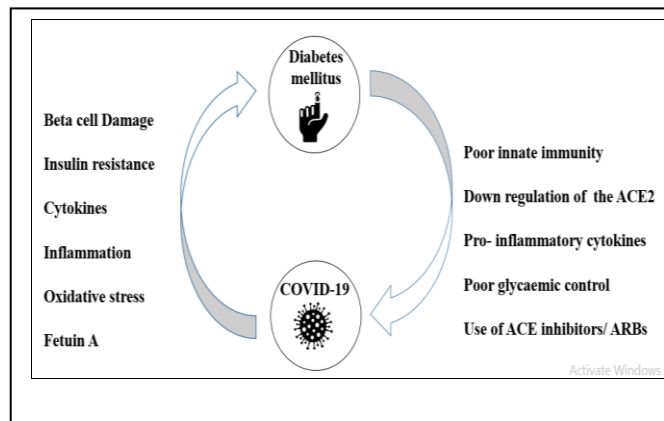 Diabetes
mellitus
Beta cell Damage
Insulin resistance
Cytokines
Inflammation
Oxidative stress
Fetuin A
Poor innate immunity
Down regulation of the ACE2
Pro- inflammatory cytokines
Poor glycaemic control
Use of ACE inhibitors/ ARBs
COVID-19
Activate Windows